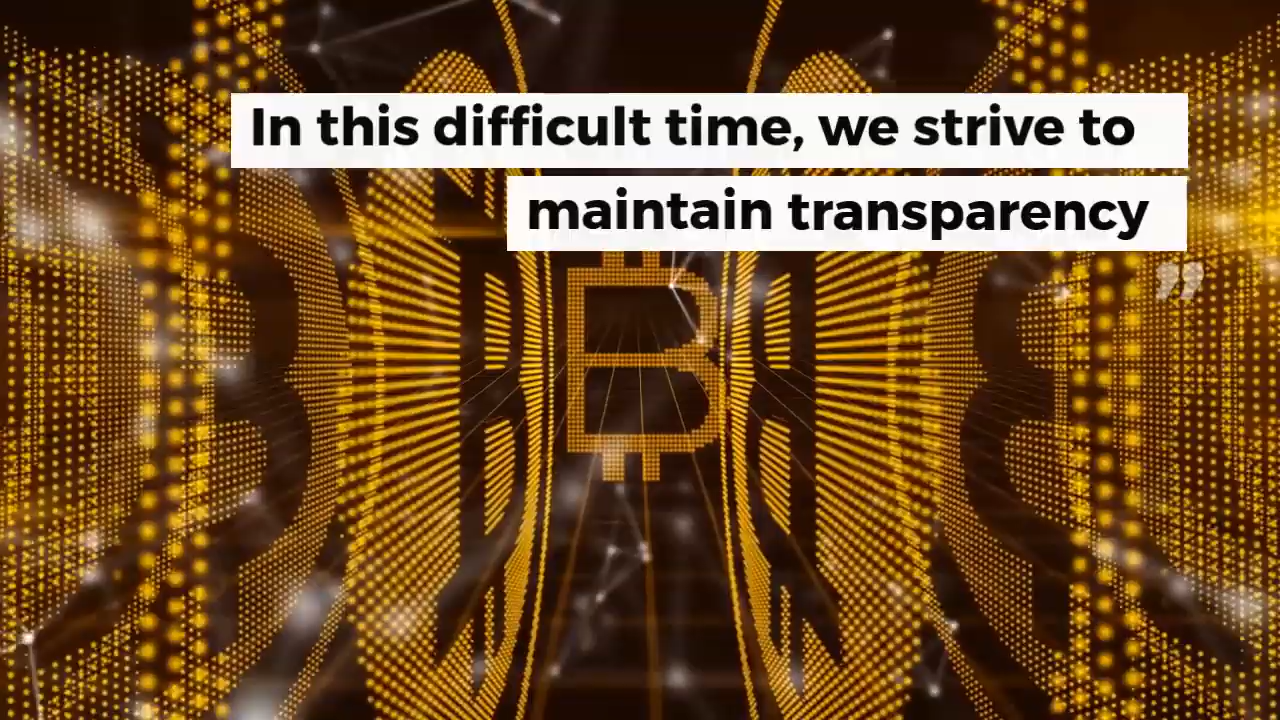 In this difficult time, we strive to
maintain transparency
”